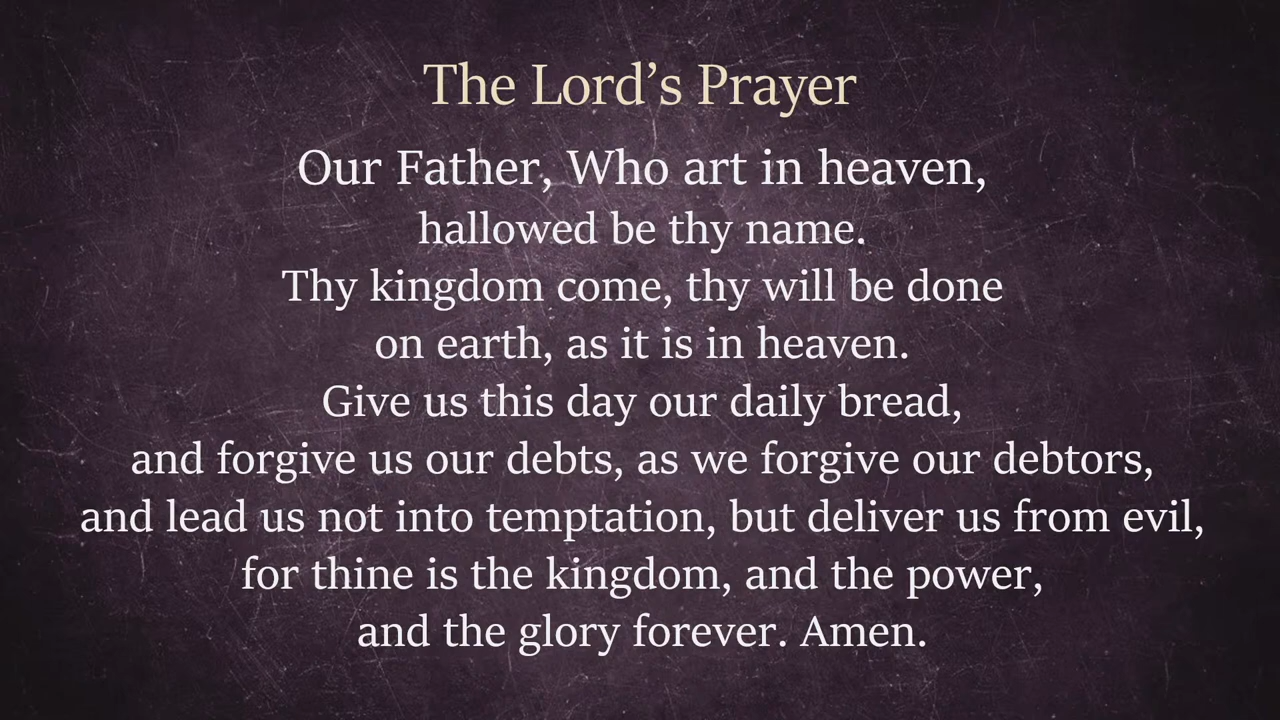 The Lord’s Prayer
Our Father, Who art in heaven,
hallowed be thy name.
Thy kingdom come, thy will be done
on earth, as it is in heaven.
Give us this day our daily bread,
and forgive us our debts, as we forgive our debtors,
and lead us not into temptation, but deliver us from evil,
for thine is the kingdom, and the power,
and the glory forever. Amen.